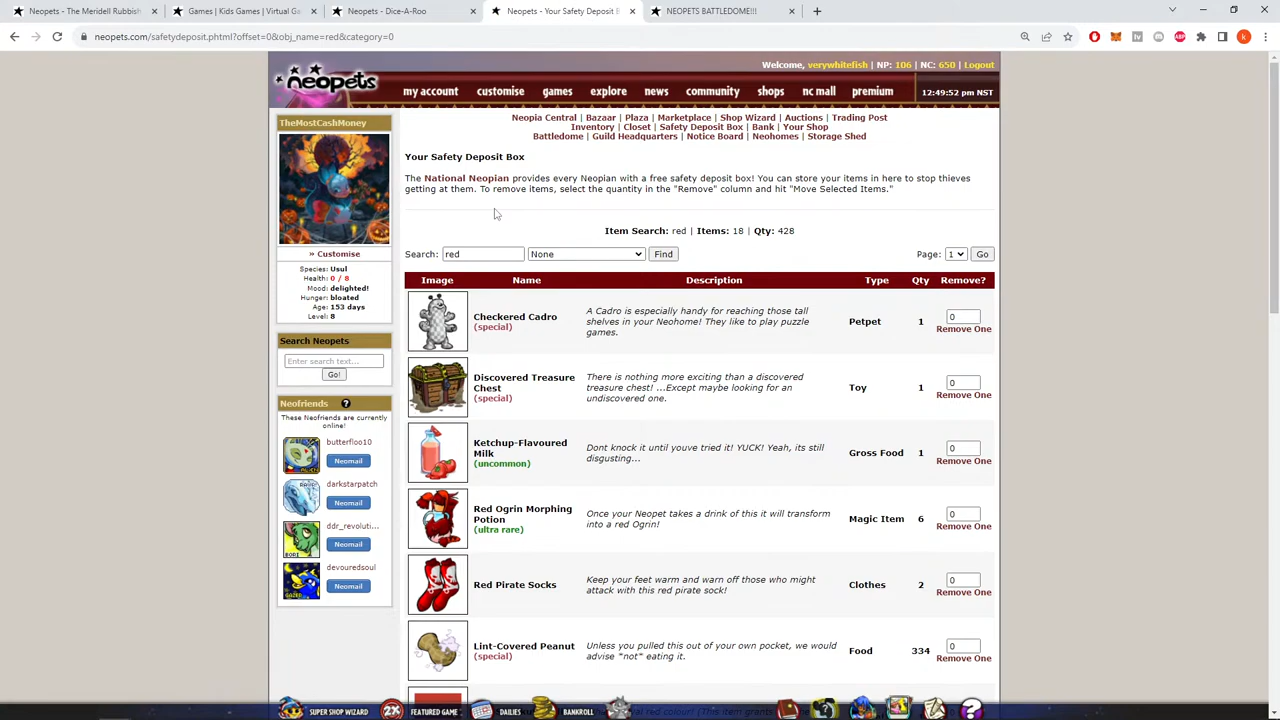 Neopets - The Meridell Rubbish
Games | Kids Games | Virtual G
Neopets - Dice-A-Roo
Neopets - Your Safety Deposit
NEOPETS BATTLEDOME!!!
neopets.com/safetydeposit.phtml?offset=0&obj_name=red&category=0
Welcome, verywhitefish | NP: 106 | NC: 650 | Logout
neopets
my account customise games explore news community shops nc mall premium
12:49:52 pm NST
TheMostCashMoney
Neopia Central | Bazaar | Plaza | Marketplace | Shop Wizard | Auctions | Trading Post
Inventory | Closet | Safety Deposit Box | Bank | Your Shop
Battledome | Guild Headquarters | Notice Board | Neohomes | Storage Shed
Your Safety Deposit Box
The National Neopian provides every Neopian with a free safety deposit box! You can store your items in here to stop thieves
getting at them. To remove items, select the quantity in the "Remove" column and hit "Move Selected Items."
Item Search: red | Items: 18 | Qty: 428
Search: red None Find Page: 1 Go
» Customise
Species: Usul
Health: 0 / 8
Mood: delighted!
Hunger: bloated
Age: 153 days
Level: 8
Search Neopets
Enter search text...
Go!
Neofriends ?
These Neofriends are currently
online!
butterfloo10
Neomail
darkstarpatch
Neomail
ddr_revoluti...
Neomail
devouredsoul
Neomail
Image Name Description Type Qty Remove?
Checkered Cadro
(special)
A Cadro is especially handy for reaching those tall
shelves in your Neohome! They like to play puzzle
games.
Petpet 1 0
Remove One
Discovered Treasure
Chest
(special)
There is nothing more exciting than a discovered
treasure chest! ...Except maybe looking for an
undiscovered one.
Toy 1 0
Remove One
Ketchup-Flavoured
Milk
(uncommon)
Dont knock it until youve tried it! YUCK! Yeah, its still
disgusting...
Gross Food 1 0
Remove One
Red Ogrin Morphing
Potion
(ultra rare)
Once your Neopet takes a drink of this it will transform
into a red Ogrin!
Magic Item 6 0
Remove One
Red Pirate Socks
Keep your feet warm and warn off those who might
attack with this red pirate sock!
Clothes 2 0
Remove One
Lint-Covered Peanut
(special)
Unless you pulled this out of your own pocket, we would
advise *not* eating it.
Food 334 0
Remove One
red colour! (This item grants
SUPER SHOP WIZARD 2X FEATURED GAME DAILIES BANKROLL